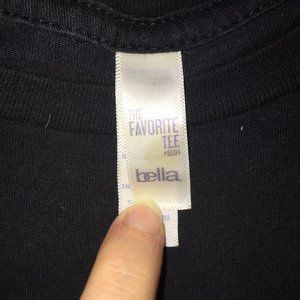 THE
FAVORITE
TEE
#6004
bella